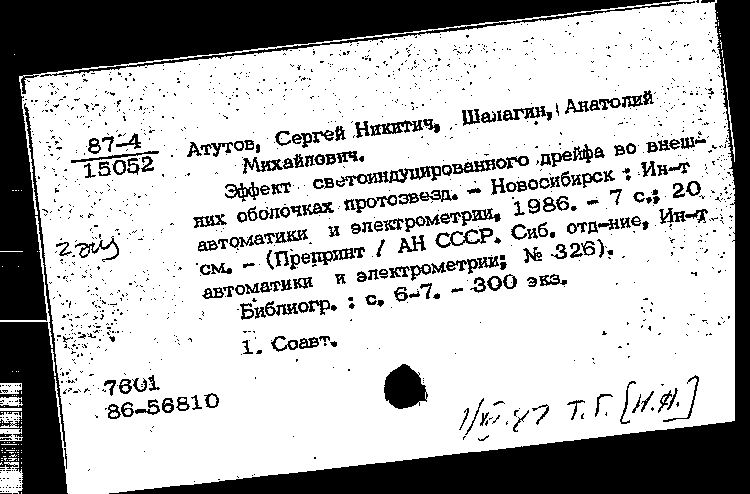 87-4
15052
Атутов, Сергей Никитич, Шалагин, Анатолий
Михайлович.
Эффект светоиндуцированного дрейфа во внеш-
них оболочках протозвезд. - Новосибирск : Ин-т
автоматики и электрометрии, 1986. - 7 с.; 20
см. - (Препринт / АН СССР. Сиб. отд-ние, Ин-т
автоматики и электрометрии; № 326).
Библиогр. : с. 6-7. - 300 экз.
1. Соавт.
7601
86-56810
Т.Г. [И.Н.]